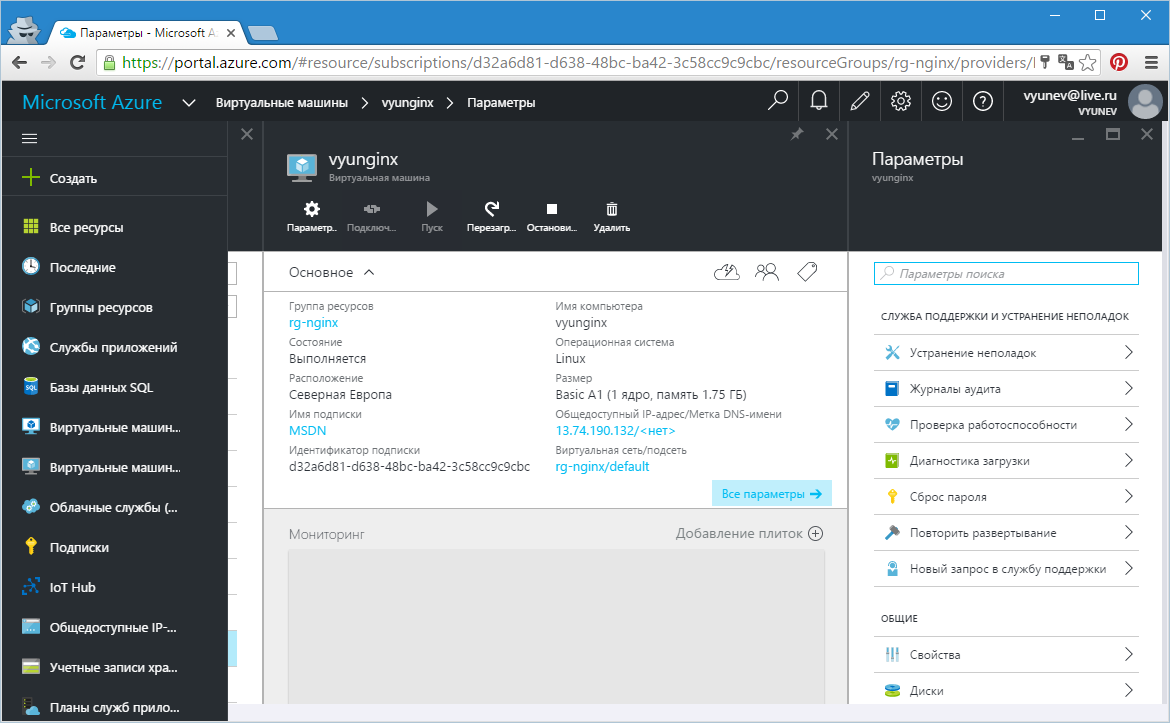 Параметры - Microsoft A
https://portal.azure.com/#resource/subscriptions/d32a6d81-d638-48bc-ba42-3c58cc9c9cbc/resourceGroups/rg-nginx/providers/
Microsoft Azure
Виртуальные машины
vyunginx
Параметры
vyunev@live.ru
VYUNEV
Создать
Все ресурсы
Последние
Группы ресурсов
Службы приложений
Базы данных SQL
Виртуальные машин...
Виртуальные машин...
Облачные службы (...
Подписки
IoT Hub
Общедоступные IP-...
Учетные записи хра...
Планы служб прило...
vyunginx
Виртуальная машина
Параметр..
Подключ...
Пуск
Перезагр...
Останови...
Удалить
Основное
Группа ресурсов
rg-nginx
Состояние
Выполняется
Расположение
Северная Европа
Имя подписки
MSDN
Идентификатор подписки
d32a6d81-d638-48bc-ba42-3c58cc9c9cbc
Имя компьютера
vyunginx
Операционная система
Linux
Размер
Basic A1 (1 ядро, память 1.75 ГБ)
Общедоступный IP-адрес/Метка DNS-имени
13.74.190.132/<нет>
Виртуальная сеть/подсеть
rg-nginx/default
Все параметры
Мониторинг
Добавление плиток
Параметры
vyunginx
Параметры поиска
СЛУЖБА ПОДДЕРЖКИ И УСТРАНЕНИЕ НЕПОЛАДОК
Устранение неполадок
Журналы аудита
Проверка работоспособности
Диагностика загрузки
Сброс пароля
Повторить развертывание
Новый запрос в службу поддержки
ОБЩИЕ
Свойства
Диски